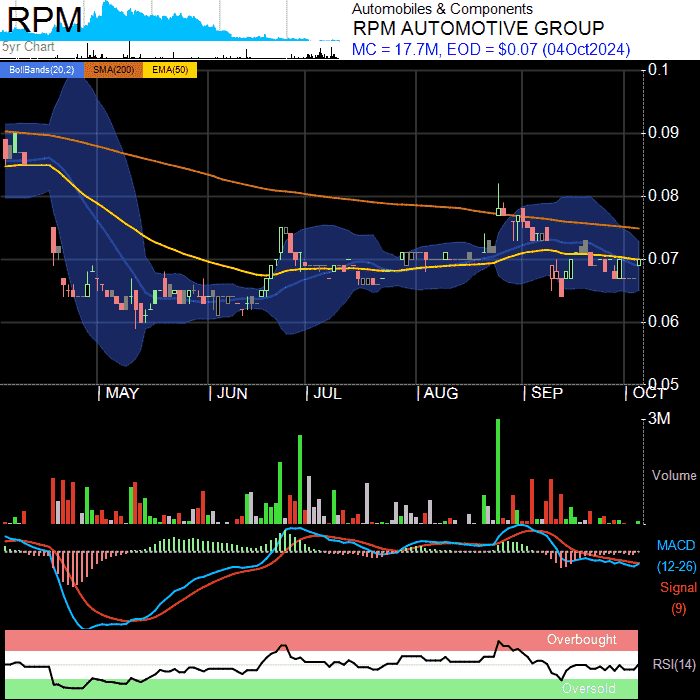 RPM
5yr Chart
Automobiles & Components
RPM AUTOMOTIVE GROUP
MC = 17.7M, EOD = $0.07 (04Oct2024)
BollBands(20,2) SMA(200) EMA(50)
0.1
0.09
0.08
0.07
0.06
0.05
MAY JUN JUL AUG SEP OCT
3M
Volume
MACD
(12-26)
Signal
(9)
Overbought
RSI(14)
Oversold